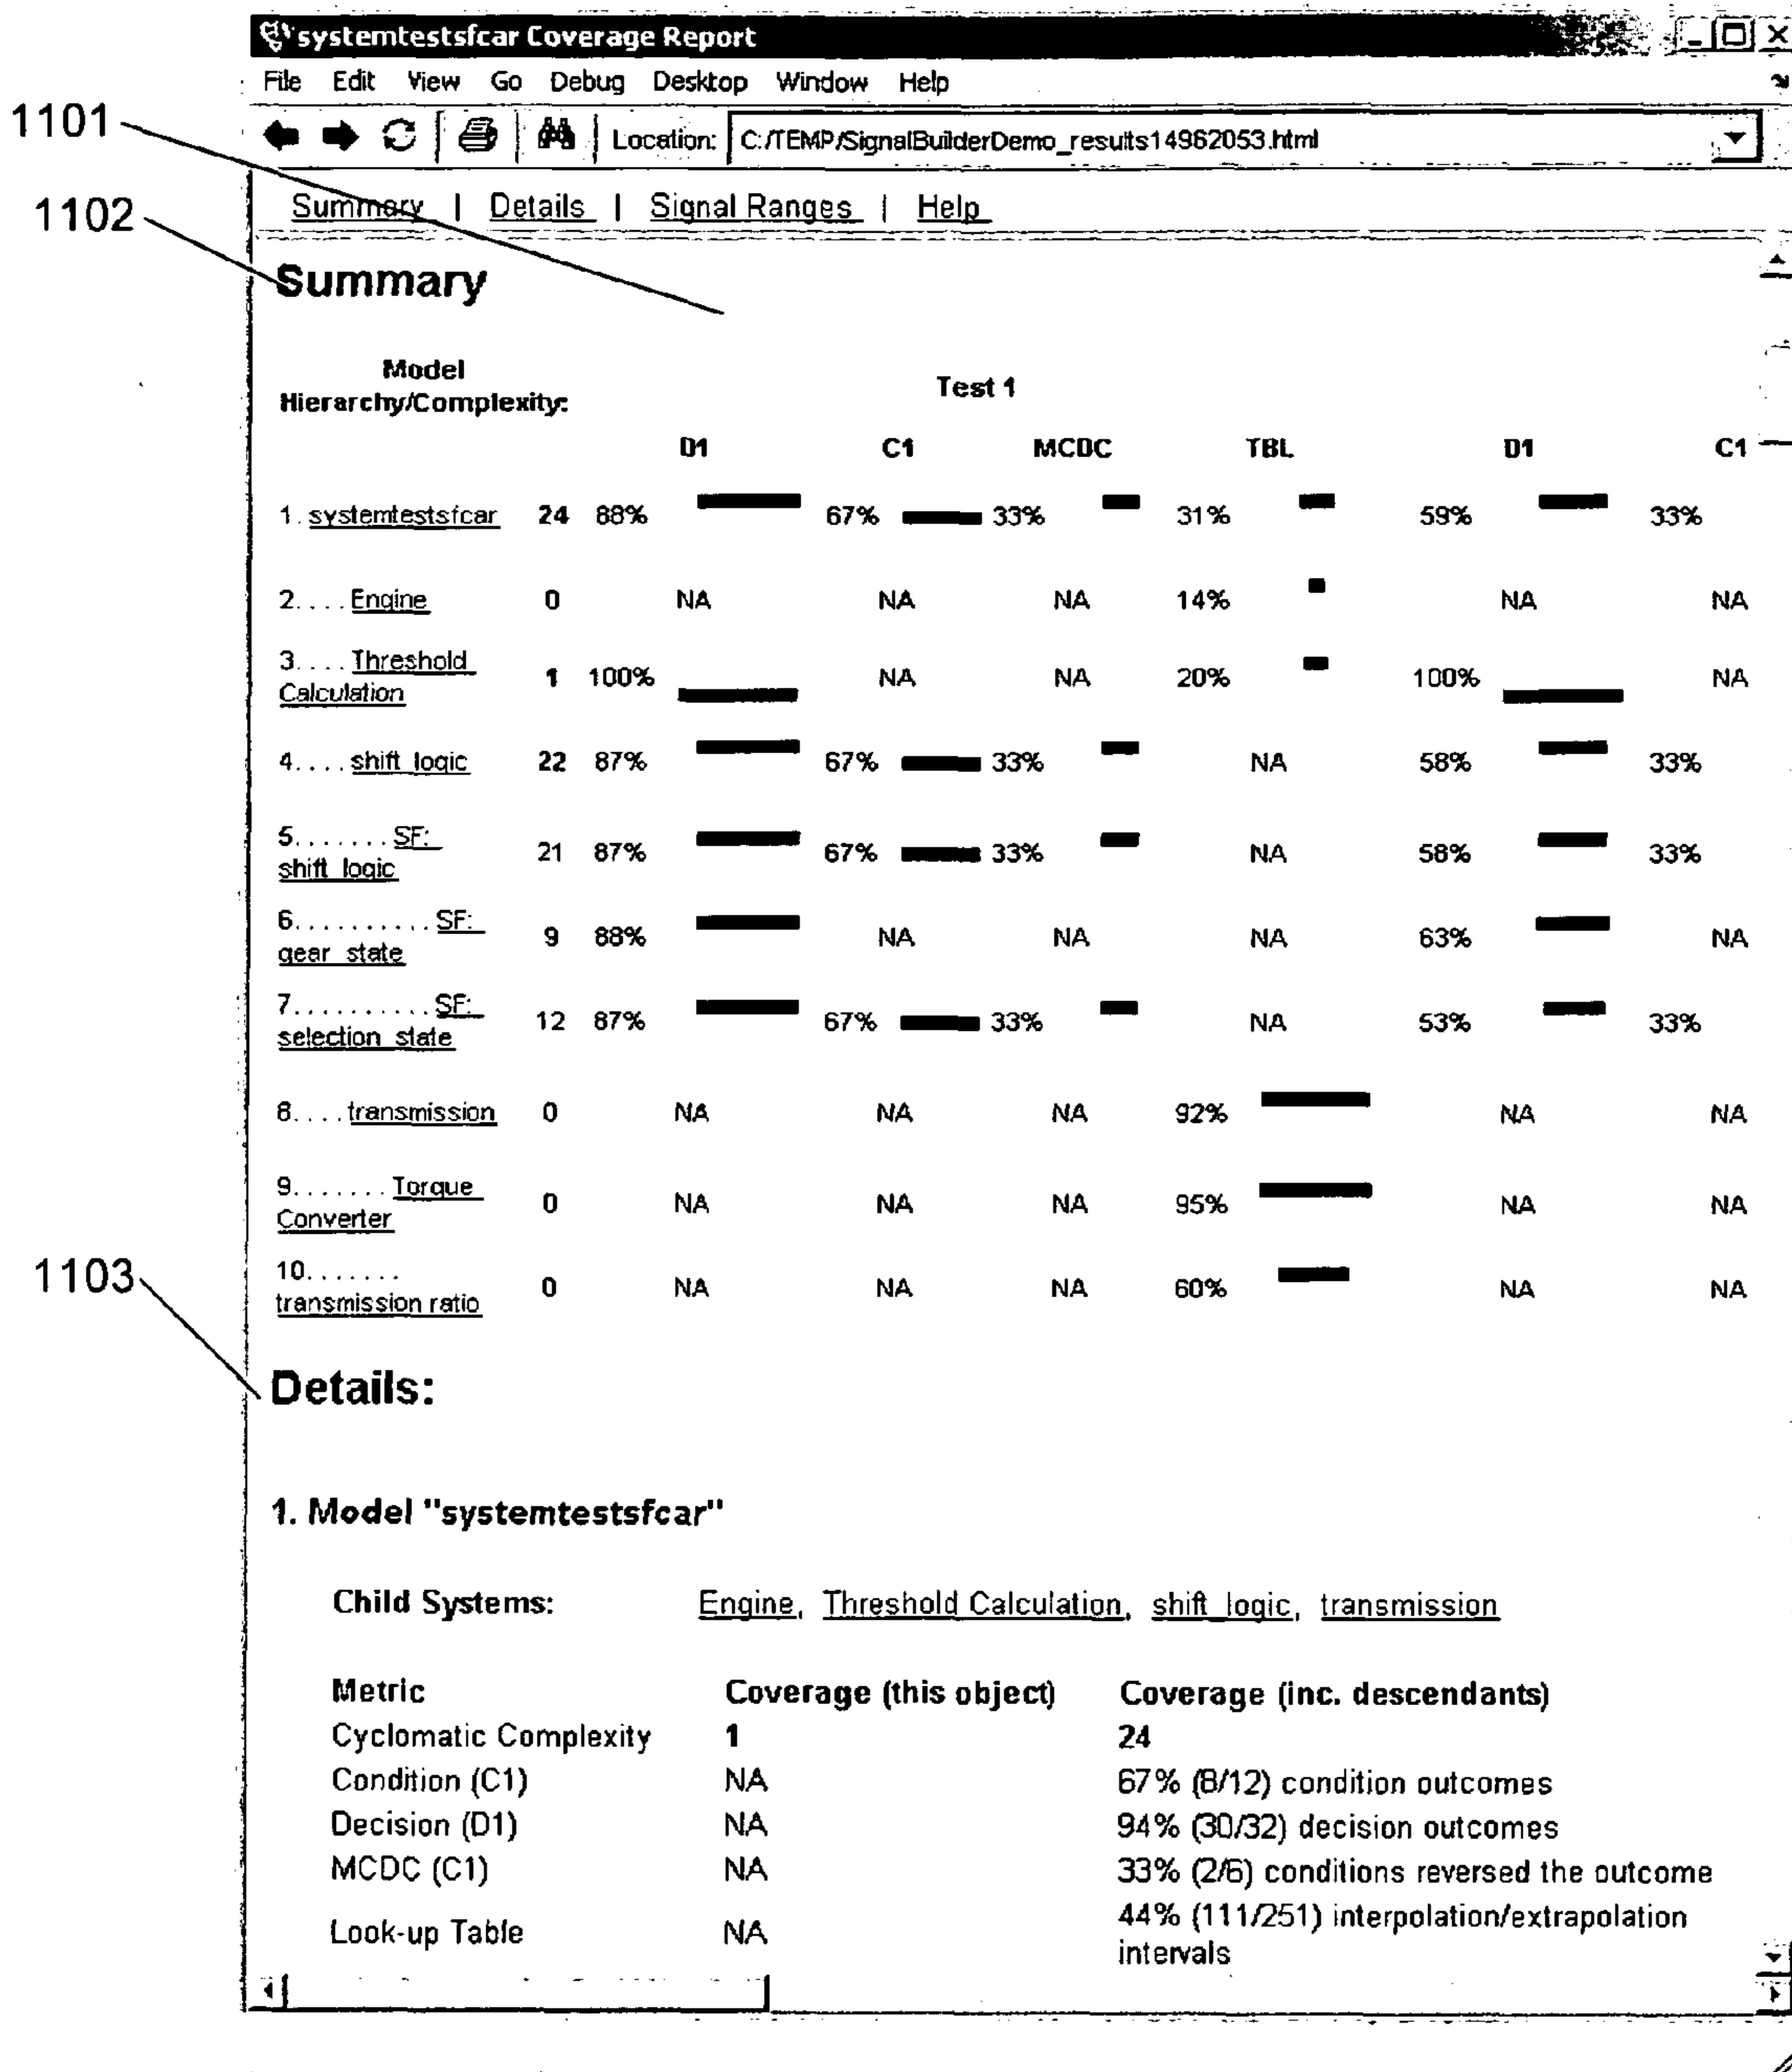 systemtestsfcar Coverage Report
File Edit View Go Debug Desktop Window Help
1101
Location: C:/TEMP/SignalBuilderDemo_results14962053.html
1102
Summary | Details | Signal Ranges | Help
Summary
Model
Hierarchy/Complexity:
Test 1
D1 C1 MCDC TBL D1 C1
1. systemtestsfcar 24 88% 67% 33% 31% 59% 33%
2. . . . Engine 0 NA NA NA 14% NA NA
3. . . . Threshold
Calculation 1 100% NA NA 20% 100% NA
4. . . . shift_logic 22 87% 67% 33% NA 58% 33%
5. . . . . . . SF:
shift_logic 21 87% 67% 33% NA 58% 33%
6. . . . . . . . . . SF:
gear_state 9 88% NA NA NA 63% NA
7. . . . . . . . . . SF:
selection_state 12 87% 67% 33% NA 53% 33%
8. . . . transmission 0 NA NA NA 92% NA NA
9. . . . . . . Torque
Converter 0 NA NA NA 95% NA NA
1103
10. . . . . . .
transmission ratio 0 NA NA NA 60% NA NA
Details:
1. Model "systemtestsfcar"
Child Systems: Engine, Threshold Calculation, shift_logic, transmission
Metric Coverage (this object) Coverage (inc. descendants)
Cyclomatic Complexity 1 24
Condition (C1) NA 67% (8/12) condition outcomes
Decision (D1) NA 94% (30/32) decision outcomes
MCDC (C1) NA 33% (2/6) conditions reversed the outcome
Look-up Table NA 44% (111/251) interpolation/extrapolation
intervals